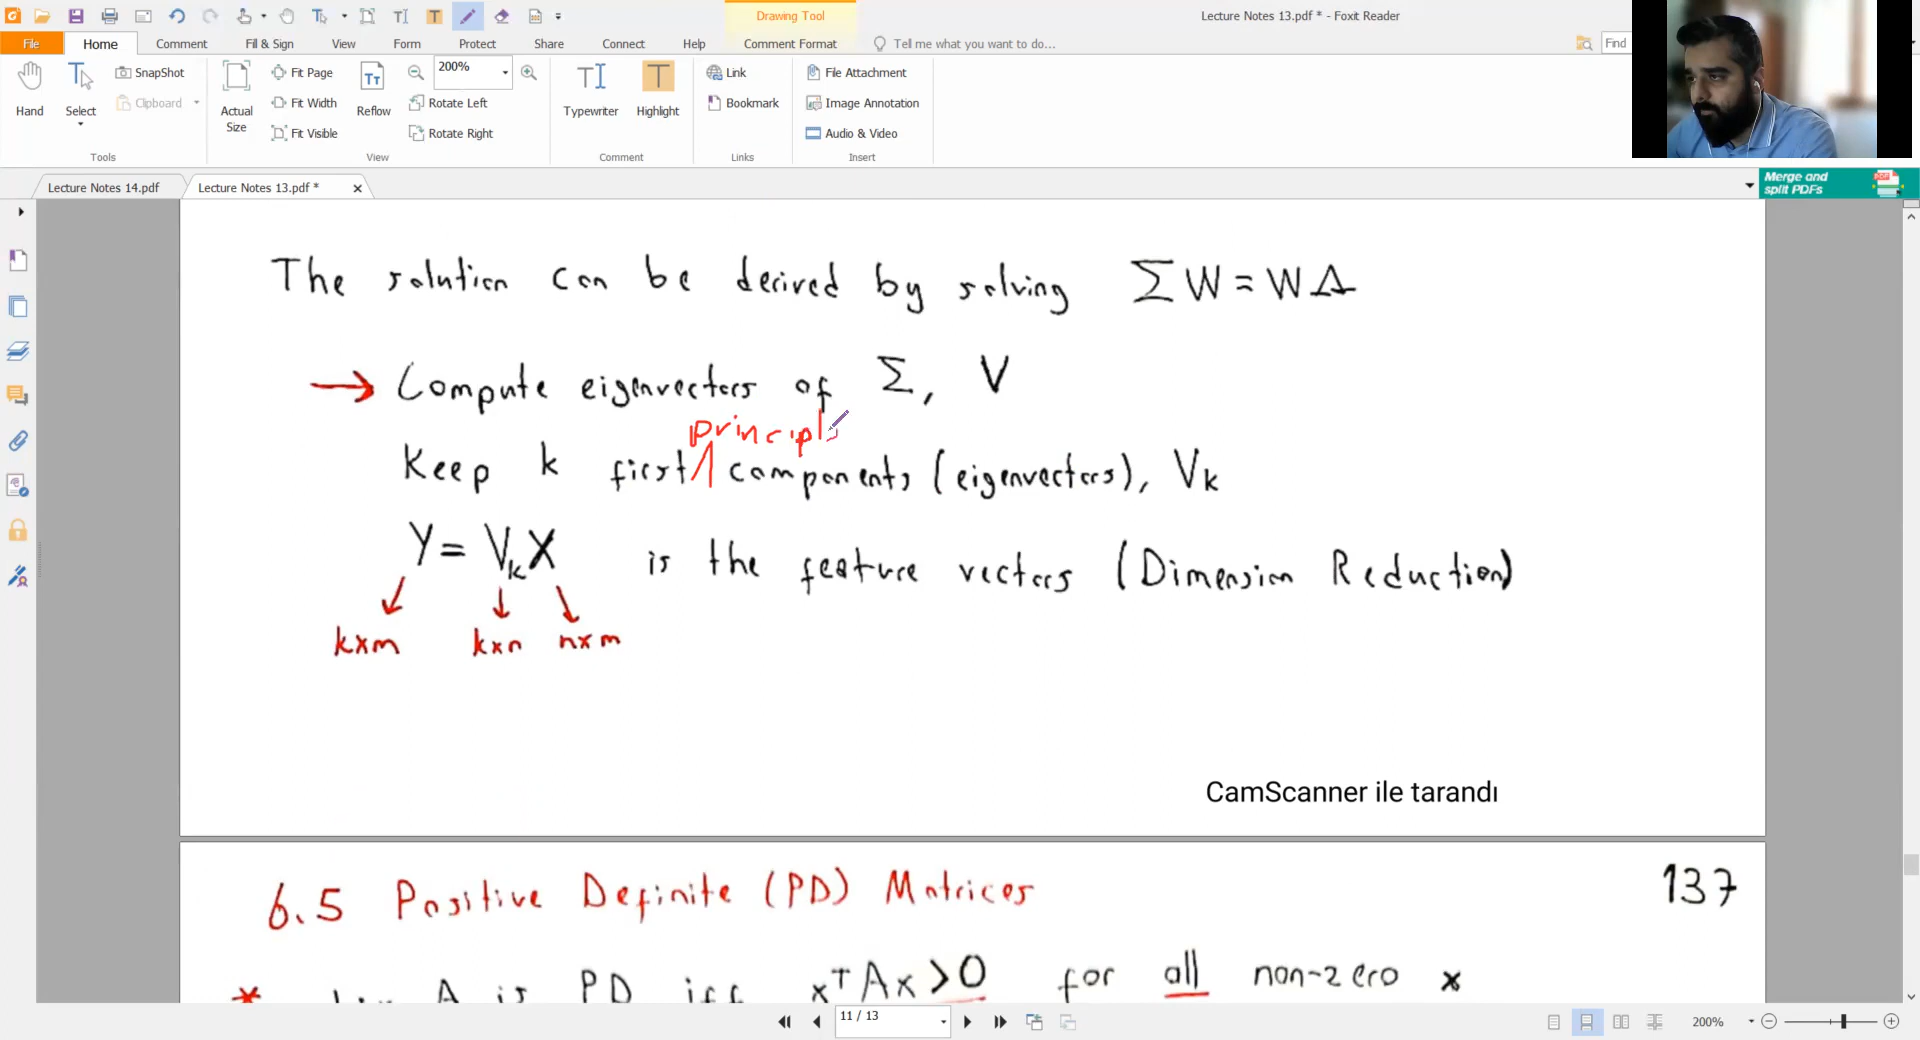 Lecture Notes 13.pdf * - Foxit Reader
Drawing Tool
File Home Comment Fill & Sign View Form Protect Share Connect Help Comment Format Tell me what you want to do... Find
Hand Select SnapShot Clipboard
Tools
Actual Size Fit Page Fit Width Fit Visible Reflow 200% Rotate Left Rotate Right
View
Typewriter Highlight
Comment
Link Bookmark
Links
File Attachment Image Annotation Audio & Video
Insert
Lecture Notes 14.pdf Lecture Notes 13.pdf *
Merge and
split PDFs
The solution can be derived by solving ΣW = WΛ
→ Compute eigenvectors of Σ, V
principl
Keep k first components (eigenvectors), Vk
Y = VkX is the feature vectors (Dimension Reduction)
kxm kxn nxm
CamScanner ile tarandı
6.5 Positive Definite (PD) Matrices 137
* A is PD iff xᵀAx > 0 for all non-zero x
11 / 13
200%